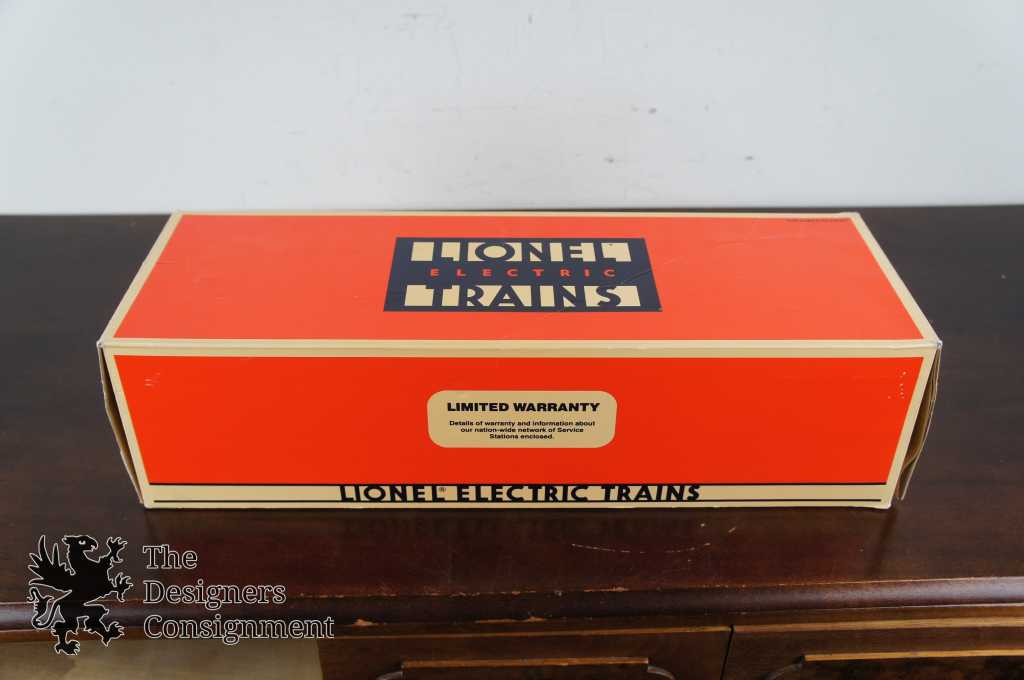 LIONEL®
ELECTRIC
TRAINS
LIMITED WARRANTY
Details of warranty and information about
our nation-wide network of Service
Stations enclosed.
LIONEL® ELECTRIC TRAINS
The
Designers
Consignment